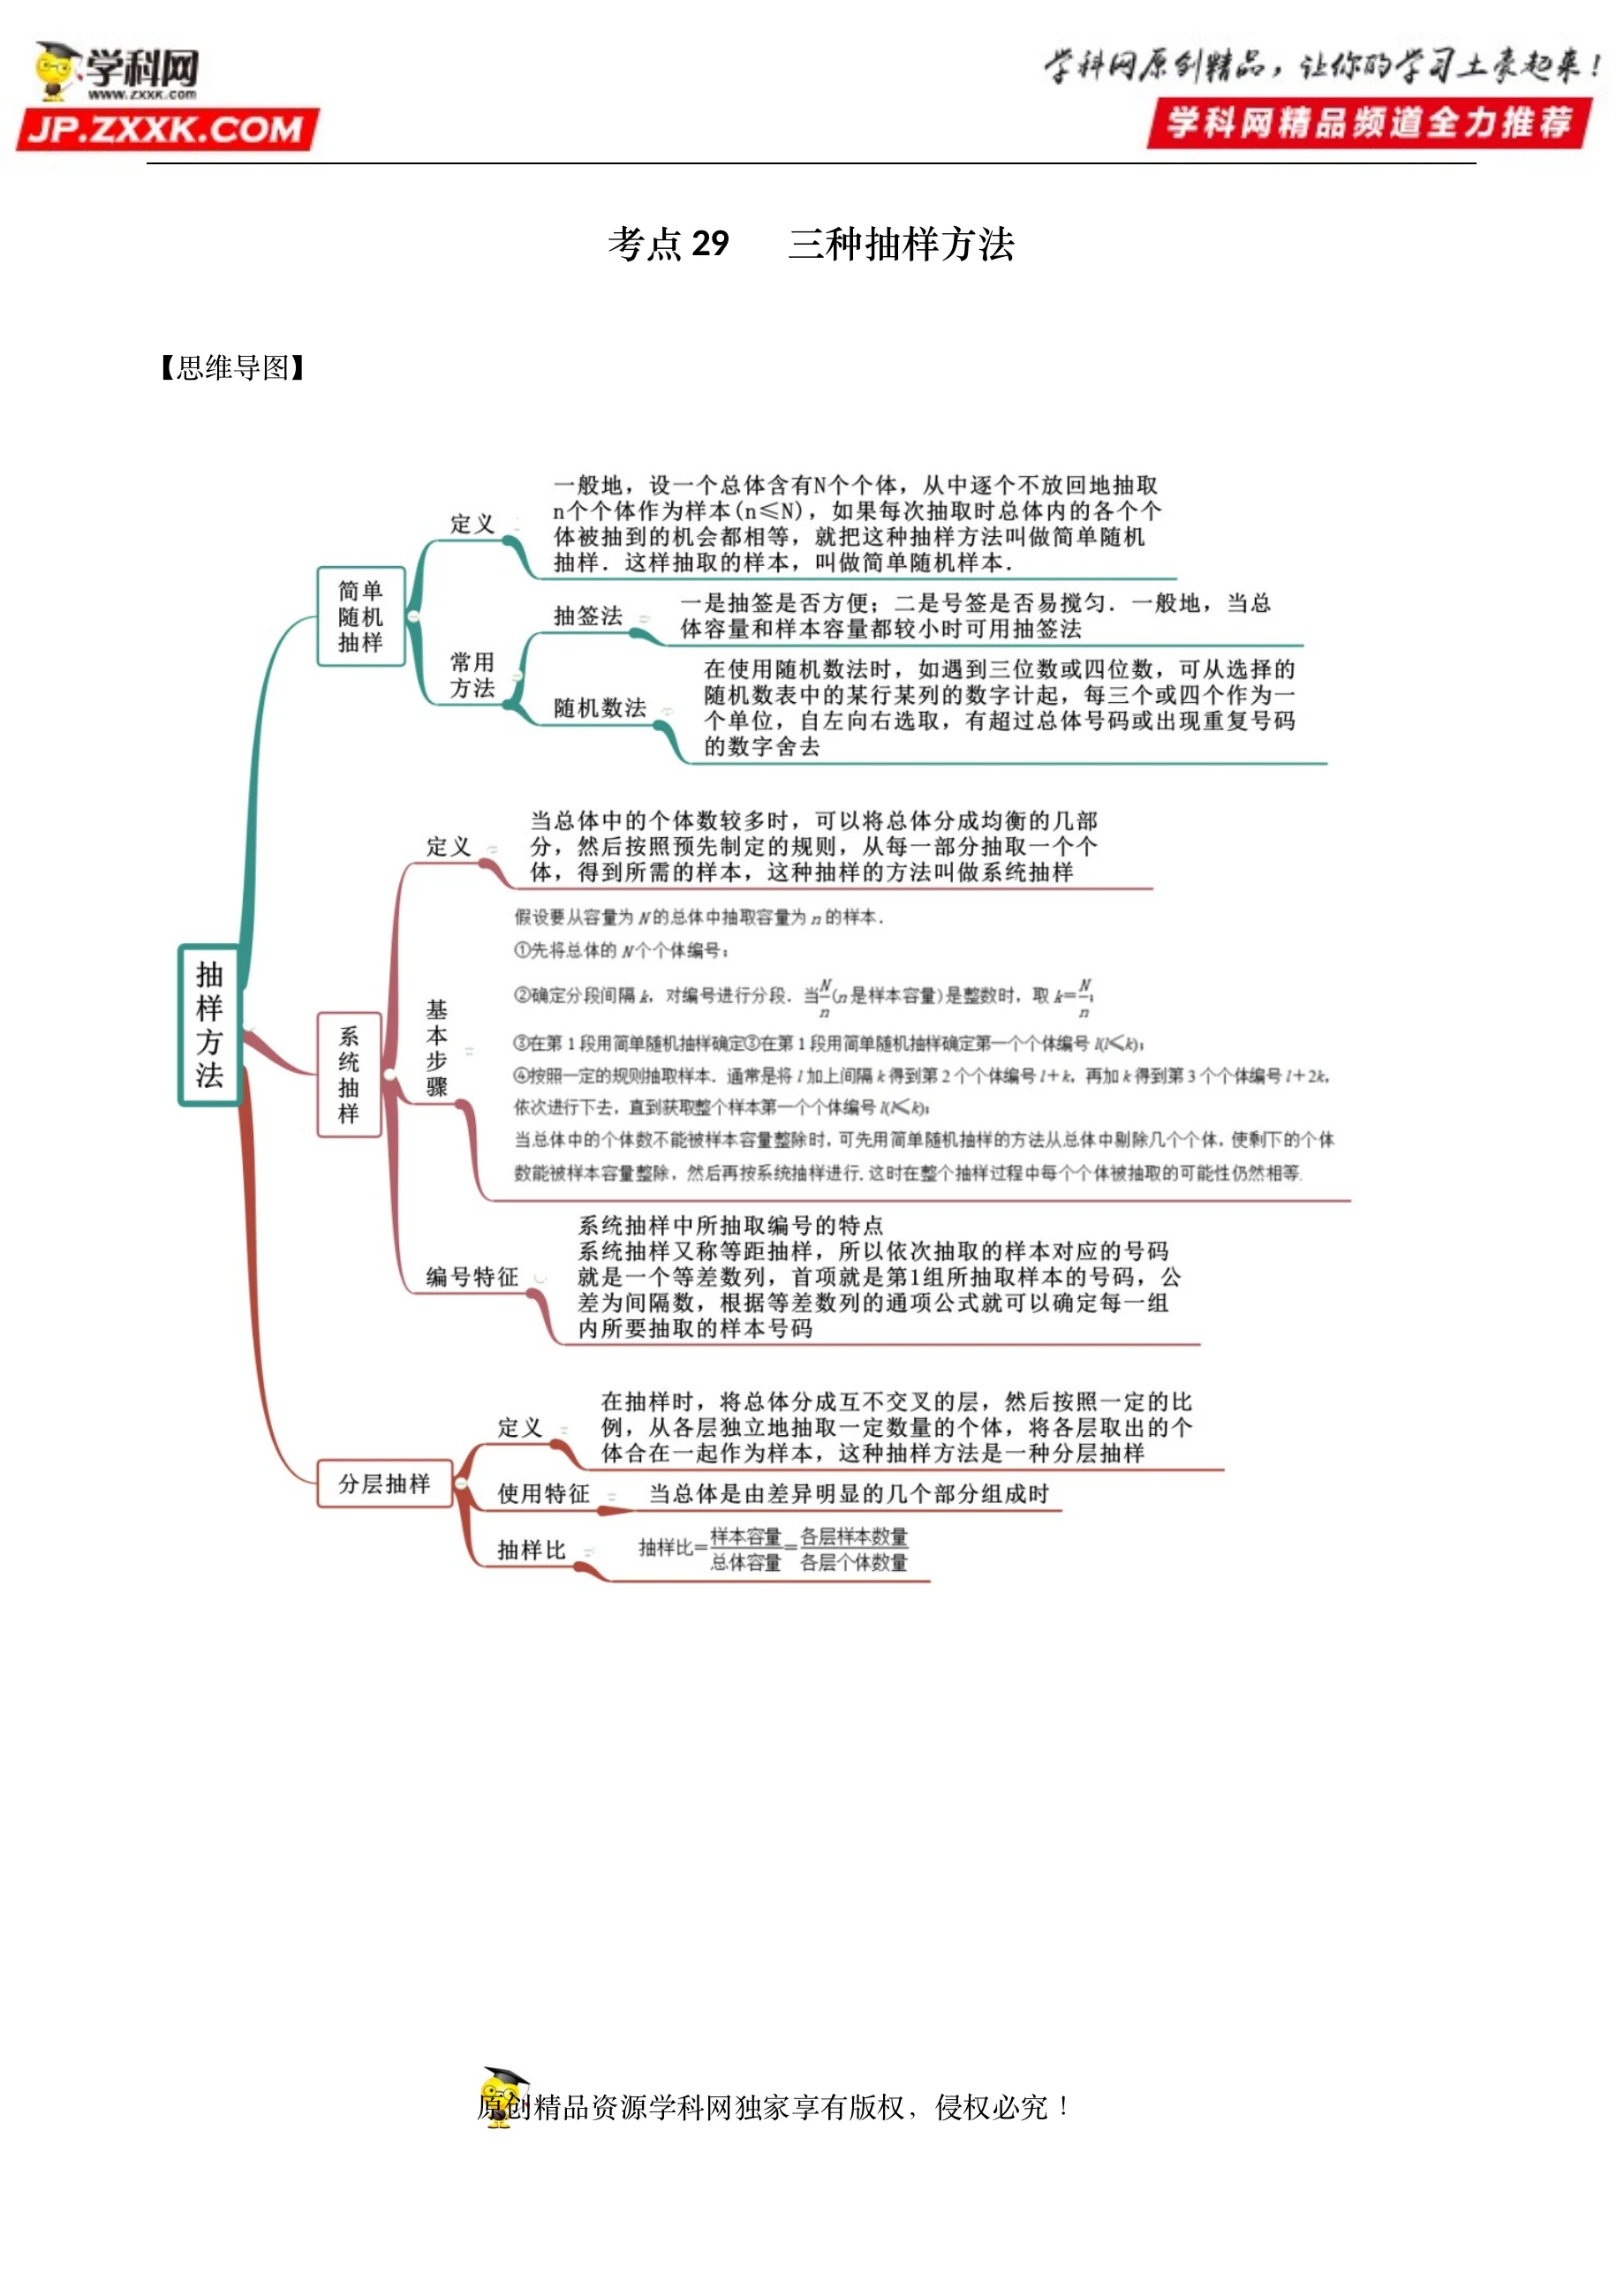 学科网
www.zxxk.com
JP.ZXXK.COM
学科网原创精品，让你的学习土豪起来！
学科网精品频道全力推荐
考点 29 三种抽样方法
【思维导图】
抽样方法
简单
随机
抽样
定义
一般地，设一个总体含有N个个体，从中逐个不放回地抽取
n个个体作为样本(n≤N)，如果每次抽取时总体内的各个个
体被抽到的机会都相等，就把这种抽样方法叫做简单随机
抽样．这样抽取的样本，叫做简单随机样本．
常用
方法
抽签法
一是抽签是否方便；二是号签是否易搅匀．一般地，当总
体容量和样本容量都较小时可用抽签法
随机数法
在使用随机数法时，如遇到三位数或四位数，可从选择的
随机数表中的某行某列的数字计起，每三个或四个作为一
个单位，自左向右选取，有超过总体号码或出现重复号码
的数字舍去
系统抽样
定义
当总体中的个体数较多时，可以将总体分成均衡的几部
分，然后按照预先制定的规则，从每一部分抽取一个个
体，得到所需的样本，这种抽样的方法叫做系统抽样
基本步骤
假设要从容量为 N 的总体中抽取容量为 n 的样本．
①先将总体的 N 个个体编号；
②确定分段间隔 k，对编号进行分段．当N/n(n 是样本容量)是整数时，取 k=N/n；
③在第 1 段用简单随机抽样确定③在第 1 段用简单随机抽样确定第一个个体编号 l(l≤k)；
④按照一定的规则抽取样本．通常是将 l 加上间隔 k 得到第 2 个个体编号 l＋k，再加 k 得到第 3 个个体编号 l＋2k，
依次进行下去，直到获取整个样本第一个个体编号 l(l≤k)；
当总体中的个体数不能被样本容量整除时，可先用简单随机抽样的方法从总体中剔除几个个体，使剩下的个体
数能被样本容量整除，然后再按系统抽样进行．这时在整个抽样过程中每个个体被抽取的可能性仍然相等．
编号特征
系统抽样中所抽取编号的特点
系统抽样又称等距抽样，所以依次抽取的样本对应的号码
就是一个等差数列，首项就是第1组所抽取样本的号码，公
差为间隔数，根据等差数列的通项公式就可以确定每一组
内所要抽取的样本号码
分层抽样
定义
在抽样时，将总体分成互不交叉的层，然后按照一定的比
例，从各层独立地抽取一定数量的个体，将各层取出的个
体合在一起作为样本，这种抽样方法是一种分层抽样
使用特征
当总体是由差异明显的几个部分组成时
抽样比
抽样比=样本容量/总体容量=各层样本数量/各层个体数量
原创精品资源学科网独家享有版权，侵权必究！